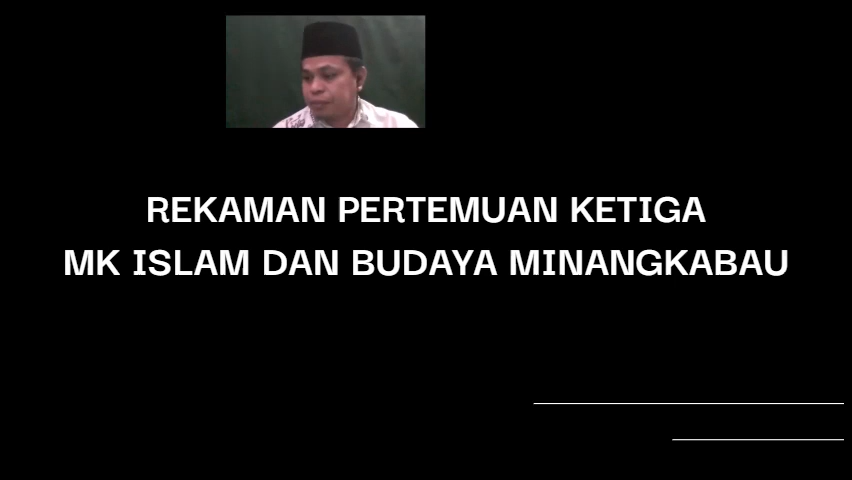 REKAMAN PERTEMUAN KETIGA
MK ISLAM DAN BUDAYA MINANGKABAU